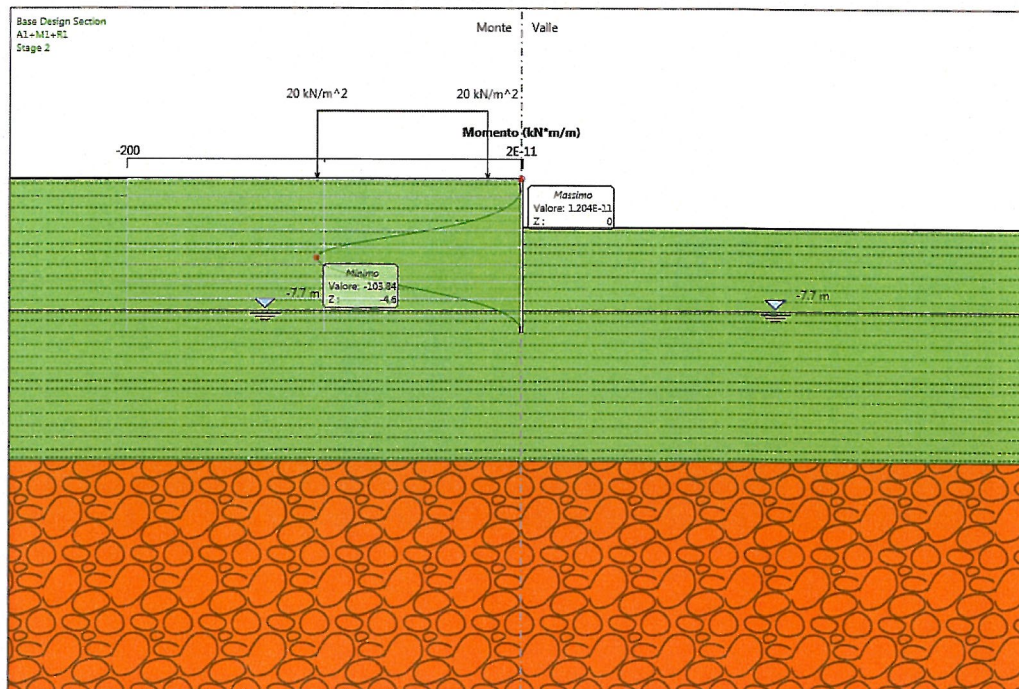 Base Design Section
A1+M1+R1
Stage 2
Monte
Valle
20 kN/m^2
20 kN/m^2
Momento (kN*m/m)
-200
2E-11
Massimo
Valore: 1.204E-11
Z : 0
Minimo
Valore: -103.84
Z : -4.6
-7.7 m
-7.7 m